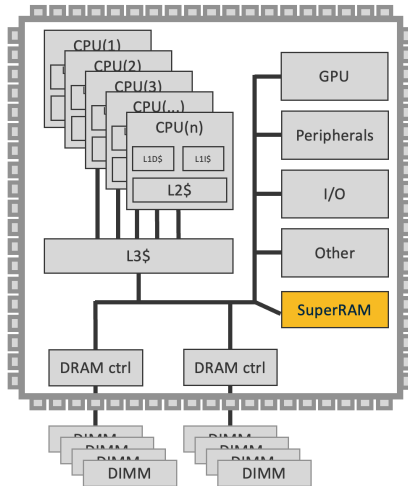 CPU(1)
CPU(2)
CPU(3)
CPU(...)
CPU(n)
L1D$ L1I$
L2$
L3$
GPU
Peripherals
I/O
Other
SuperRAM
DRAM ctrl
DRAM ctrl
DIMM
DIMM
DIMM
DIMM
DIMM
DIMM
DIMM
DIMM